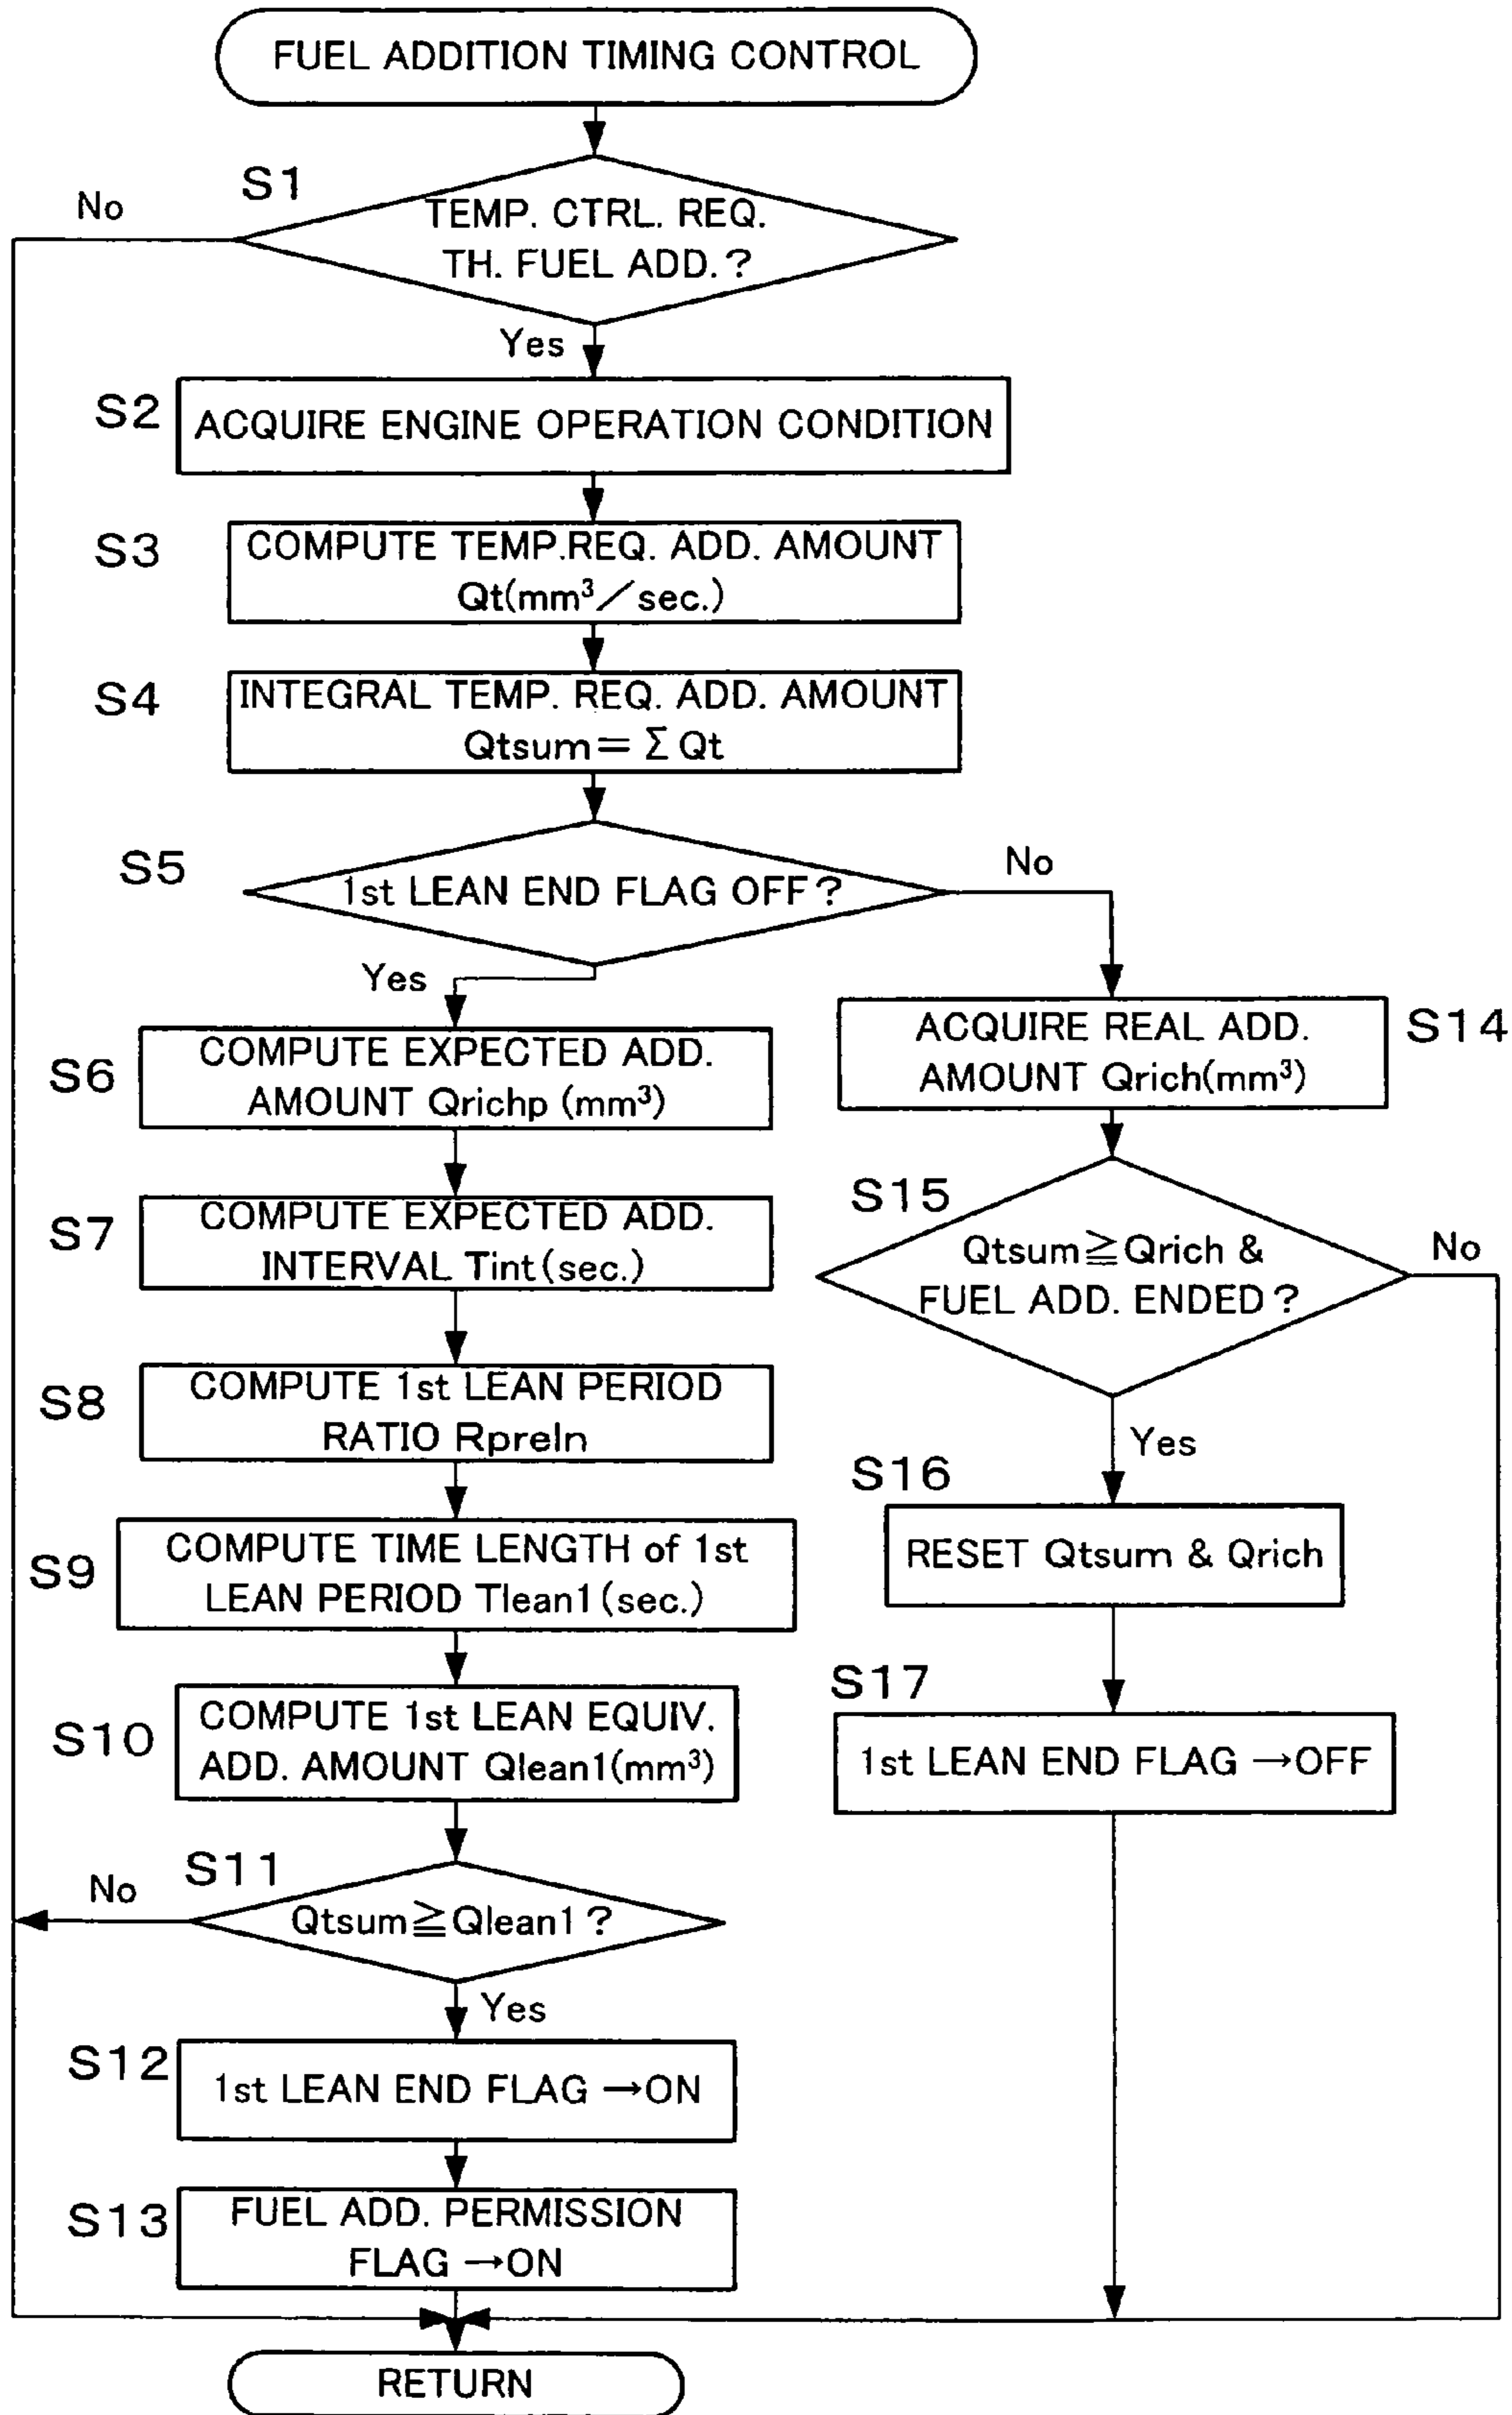 FUEL ADDITION TIMING CONTROL
S1
No
TEMP. CTRL. REQ.
TH. FUEL ADD.?
Yes
S2
ACQUIRE ENGINE OPERATION CONDITION
S3
COMPUTE TEMP.REQ. ADD. AMOUNT
Qt(mm³／sec.)
S4
INTEGRAL TEMP. REQ. ADD. AMOUNT
Qtsum=ΣQt
S5
1st LEAN END FLAG OFF?
No
Yes
S6
COMPUTE EXPECTED ADD.
AMOUNT Qrichp (mm³)
S7
COMPUTE EXPECTED ADD.
INTERVAL Tint(sec.)
S8
COMPUTE 1st LEAN PERIOD
RATIO Rpreln
S9
COMPUTE TIME LENGTH of 1st
LEAN PERIOD Tlean1(sec.)
S10
COMPUTE 1st LEAN EQUIV.
ADD. AMOUNT Qlean1(mm³)
S11
No
Qtsum≧Qlean1?
Yes
S12
1st LEAN END FLAG →ON
S13
FUEL ADD. PERMISSION
FLAG →ON
S14
ACQUIRE REAL ADD.
AMOUNT Qrich(mm³)
S15
Qtsum≧Qrich &
FUEL ADD. ENDED?
No
Yes
S16
RESET Qtsum & Qrich
S17
1st LEAN END FLAG →OFF
RETURN